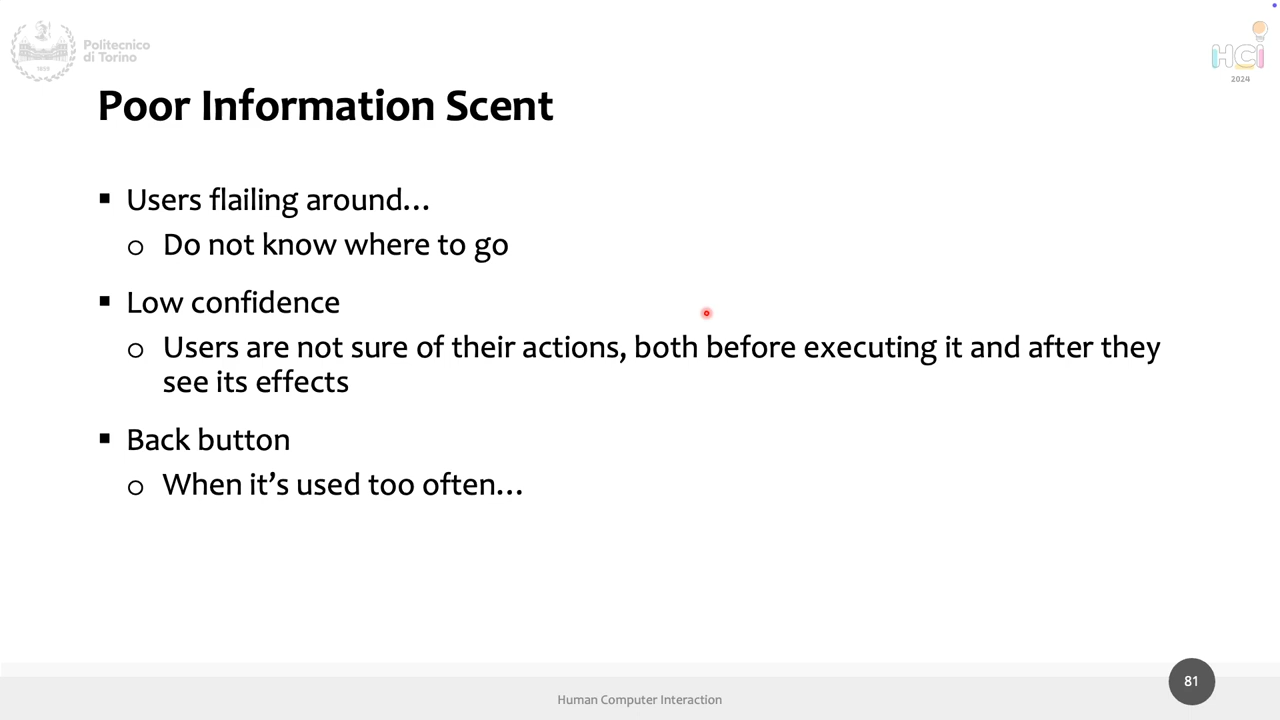 Politecnico
di Torino
1859
HCI
2024
Poor Information Scent
▪ Users flailing around…
o Do not know where to go
▪ Low confidence
o Users are not sure of their actions, both before executing it and after they
see its effects
▪ Back button
o When it’s used too often…
81
Human Computer Interaction